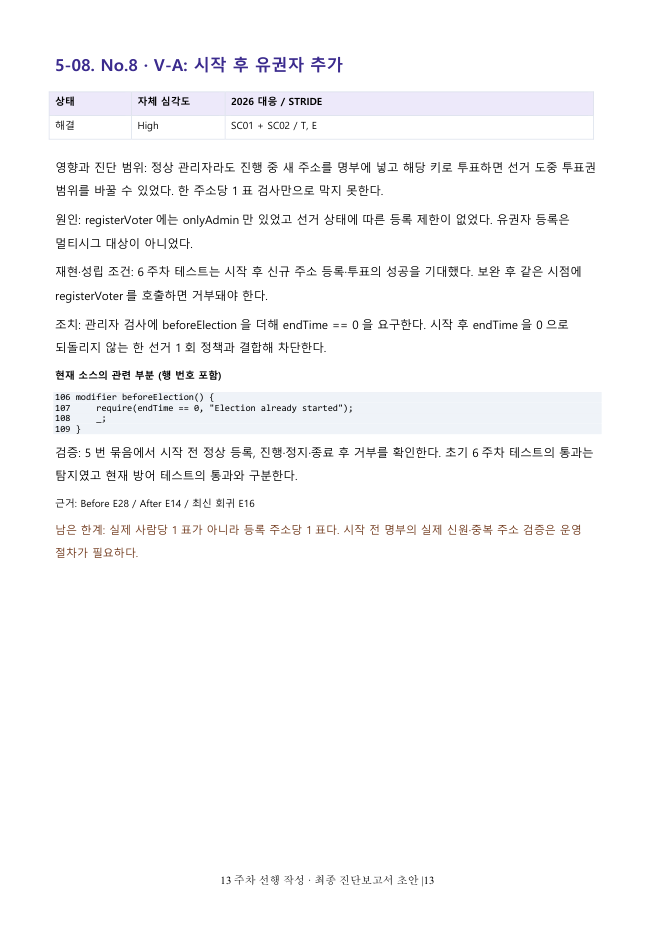 5-08. No.8 · V-A: 시작 후 유권자 추가
상태 자체 심각도 2026 대응 / STRIDE
해결 High SC01 + SC02 / T, E
영향과 진단 범위: 정상 관리자라도 진행 중 새 주소를 명부에 넣고 해당 키로 투표하면 선거 도중 투표권
범위를 바꿀 수 있었다. 한 주소당 1 표 검사만으로 막지 못한다.
원인: registerVoter 에는 onlyAdmin 만 있었고 선거 상태에 따른 등록 제한이 없었다. 유권자 등록은
멀티시그 대상이 아니었다.
재현·성립 조건: 6 주차 테스트는 시작 후 신규 주소 등록·투표의 성공을 기대했다. 보완 후 같은 시점에
registerVoter 를 호출하면 거부돼야 한다.
조치: 관리자 검사에 beforeElection 을 더해 endTime == 0 을 요구한다. 시작 후 endTime 을 0 으로
되돌리지 않는 한 선거 1 회 정책과 결합해 차단한다.
현재 소스의 관련 부분 (행 번호 포함)
106 modifier beforeElection() {
107     require(endTime == 0, "Election already started");
108     _;
109 }
검증: 5 번 묶음에서 시작 전 정상 등록, 진행·정지·종료 후 거부를 확인한다. 초기 6 주차 테스트의 통과는
탐지였고 현재 방어 테스트의 통과와 구분한다.
근거: Before E28 / After E14 / 최신 회귀 E16
남은 한계: 실제 사람당 1 표가 아니라 등록 주소당 1 표다. 시작 전 명부의 실제 신원·중복 주소 검증은 운영
절차가 필요하다.
13 주차 선행 작성 · 최종 진단보고서 초안 |13